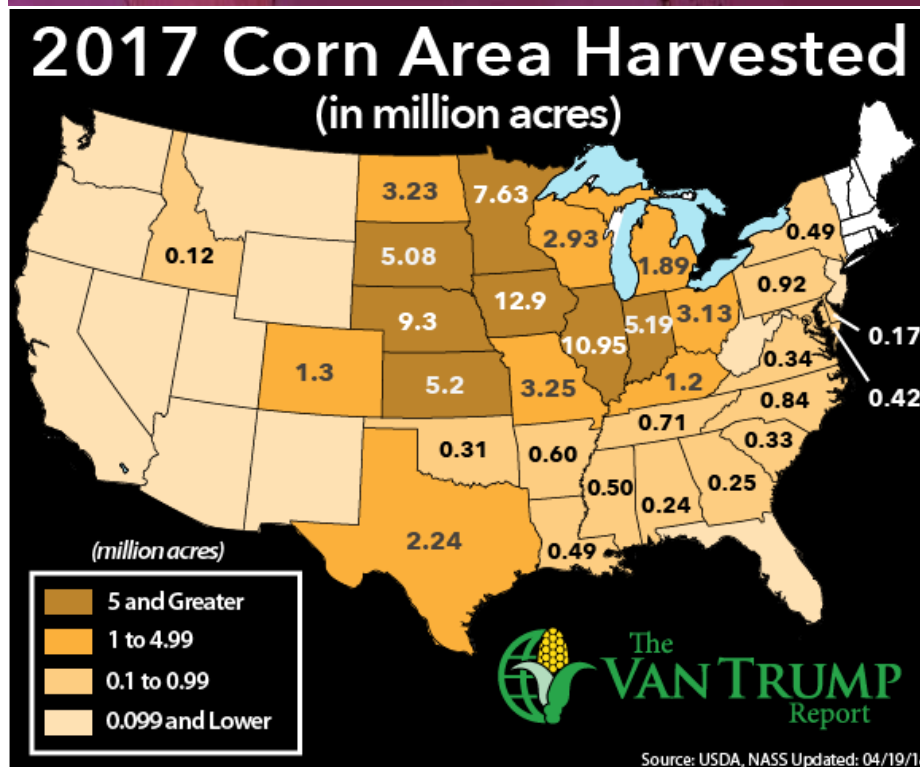 2017 Corn Area Harvested
(in million acres)
3.23
7.63
0.12
5.08
2.93
1.89
0.49
0.92
9.3
12.9
10.95
5.19
3.13
0.17
0.34
1.3
5.2
3.25
1.2
0.42
0.84
0.71
0.31
0.60
0.33
0.50
0.24
0.25
2.24
0.49
(million acres)
5 and Greater
1 to 4.99
0.1 to 0.99
0.099 and Lower
The
VAN TRUMP
Report
Source: USDA, NASS Updated: 04/19/1